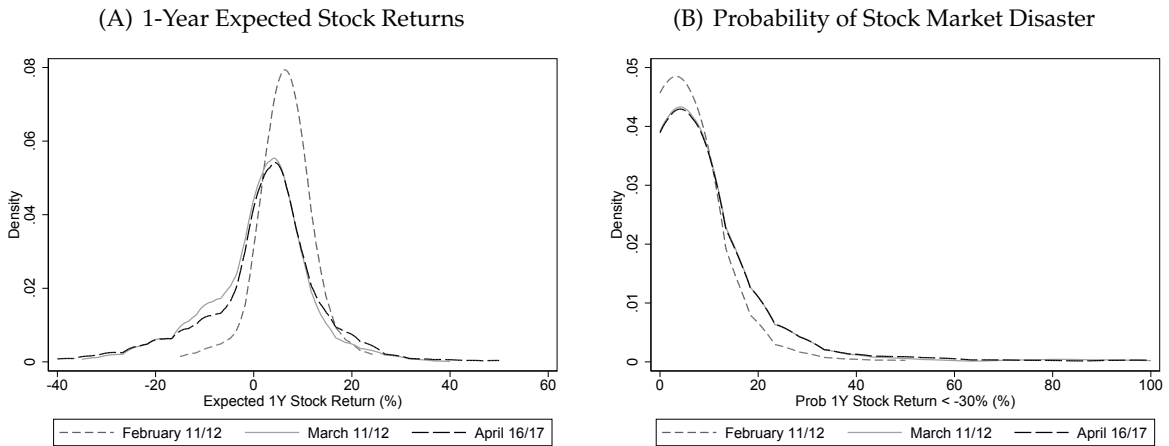 (A) 1-Year Expected Stock Returns
Density
0
.02
.04
.06
.08
-40
-20
0
20
40
60
Expected 1Y Stock Return (%)
February 11/12
March 11/12
April 16/17
(B) Probability of Stock Market Disaster
Density
0
.01
.02
.03
.04
.05
0
20
40
60
80
100
Prob 1Y Stock Return < -30% (%)
February 11/12
March 11/12
April 16/17